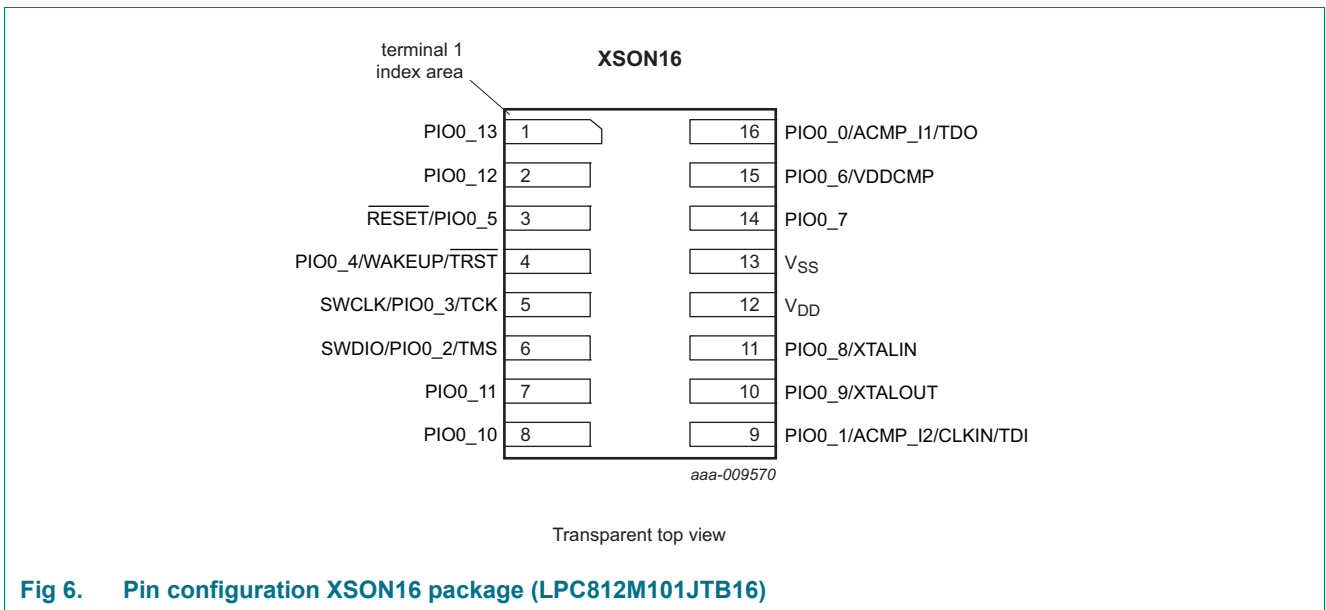 terminal 1
index area
XSON16
PIO0_13 1
16 PIO0_0/ACMP_I1/TDO
PIO0_12 2
15 PIO0_6/VDDCMP
RESET/PIO0_5 3
14 PIO0_7
PIO0_4/WAKEUP/TRST 4
13 VSS
SWCLK/PIO0_3/TCK 5
12 VDD
SWDIO/PIO0_2/TMS 6
11 PIO0_8/XTALIN
PIO0_11 7
10 PIO0_9/XTALOUT
PIO0_10 8
9 PIO0_1/ACMP_I2/CLKIN/TDI
aaa-009570
Transparent top view
Fig 6. Pin configuration XSON16 package (LPC812M101JTB16)